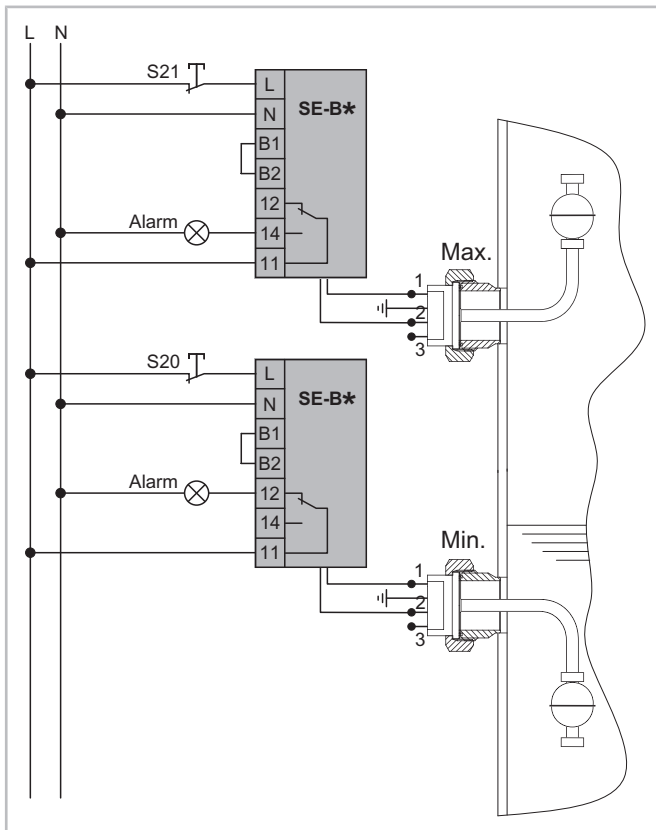 L N
S21
L
SE-B*
N
B1
B2
12
Alarm
14
11
Max.
1
2
3
S20
L
SE-B*
N
B1
B2
Alarm
12
14
11
Min.
1
2
3